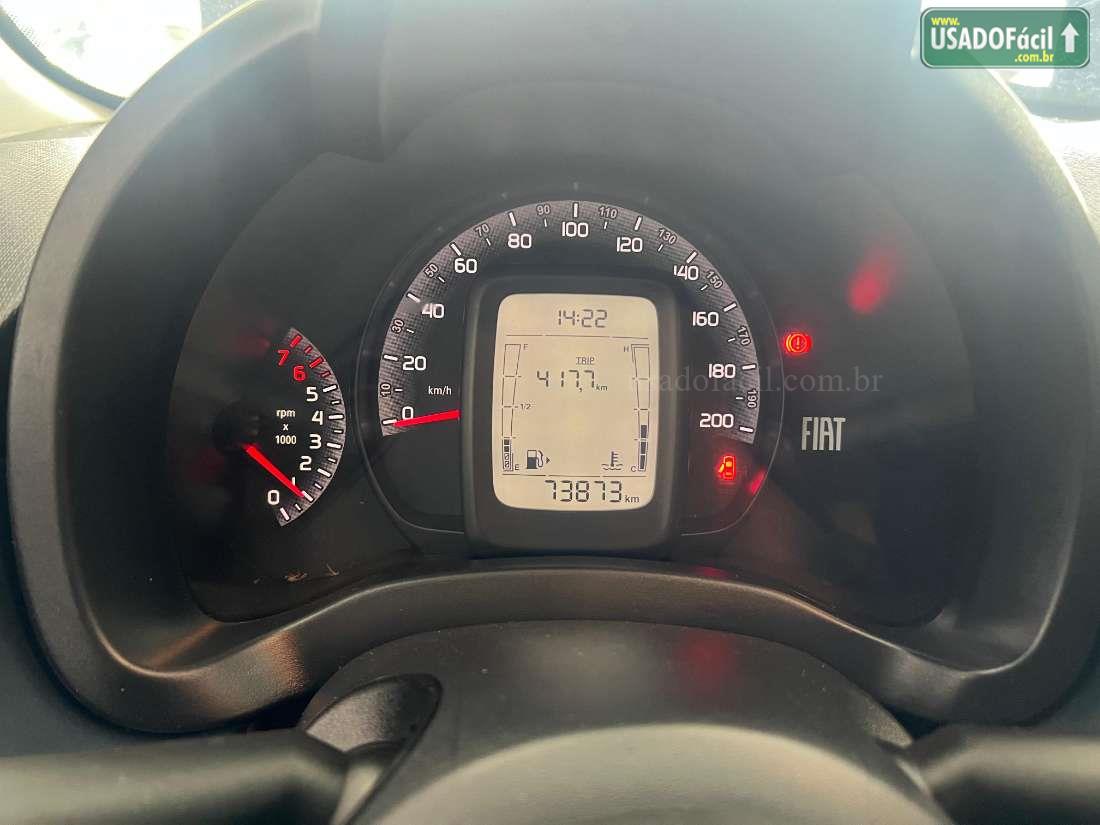 www.
USADOFácil
.com.br
10 0 20 30 40 50 60 70 80 90 100 110 120 130 140 150 160 170 180 190 200
km/h
14:22
F H
TRIP
417,7 km
1/2
E C
73873 km
7
6
5
4
3
2
1
0
rpm
x
1000
usadofacil.com.br
FIAT